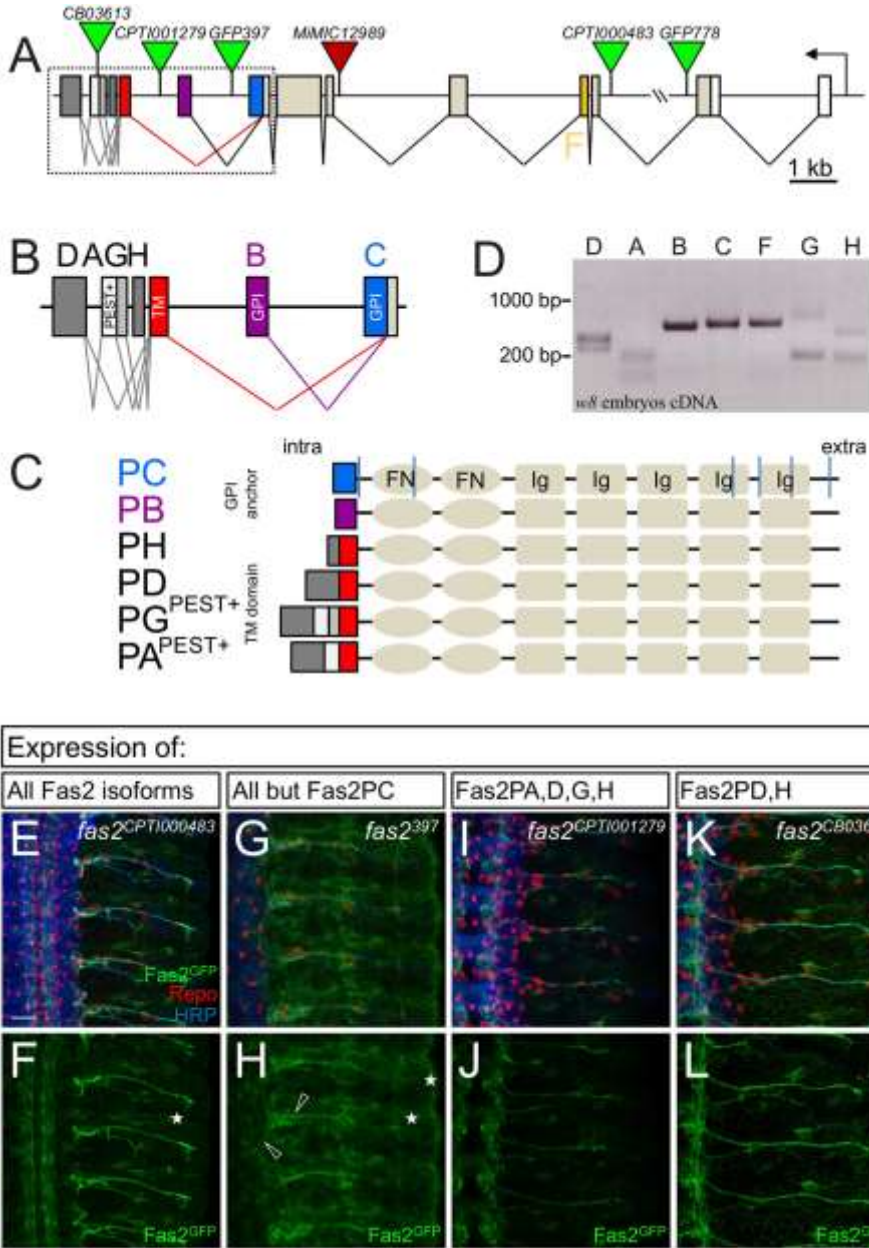 CB03613
CPTI001279 GFP397 MiMIC12989 CPTI000483 GFP778
A
F
1 kb
B
DAGH B C
PEST+ TM GPI GPI
D
D A B C F G H
1000 bp
200 bp
w8 embryos cDNA
C
intra extra
PC
PB
PH
PD
PG PEST+
PA PEST+
GPI anchor
TM domain
FN FN Ig Ig Ig Ig Ig
Expression of:
All Fas2 isoforms All but Fas2PC Fas2PA,D,G,H Fas2PD,H
E fas2CPTI000483 G fas2397 I fas2CPTI001279 K fas2CB036
Fas2GFP
Repo
HRP
F H J L
Fas2GFP Fas2GFP Fas2GFP Fas2G